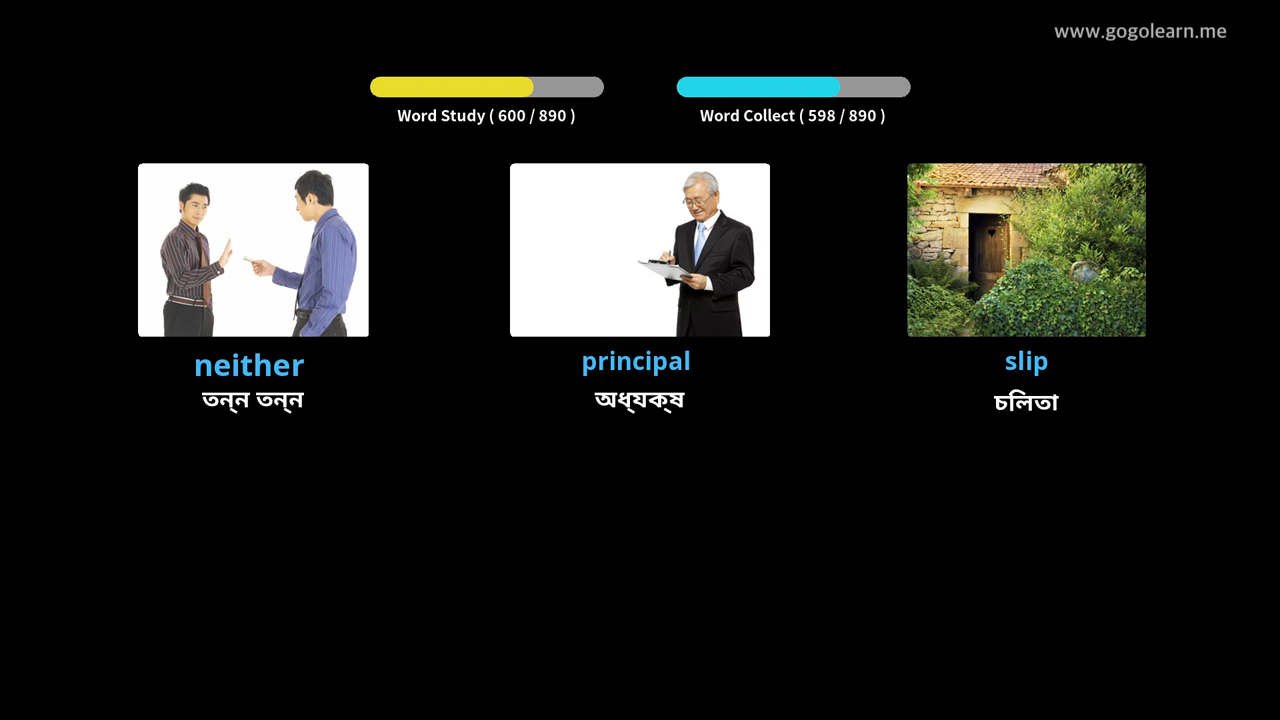 www.gogolearn.me
Word Study ( 600 / 890 )
Word Collect ( 598 / 890 )
neither
principal
slip
তন্‌ন তন্‌ন
অধ্‌যক্‌ষ
চলিতা